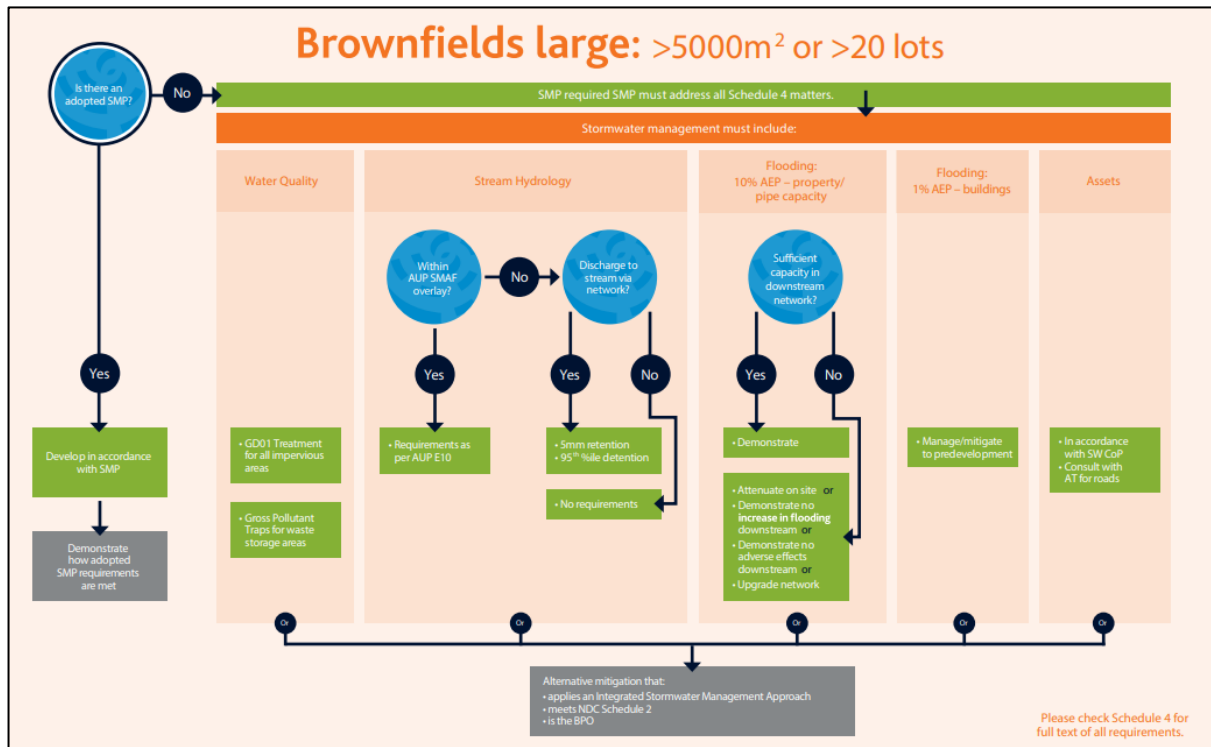 Brownfields large: >5000m² or >20 lots
Is there an
adopted SMP?
No
SMP required SMP must address all Schedule 4 matters.
Stormwater management must include:
Yes
Develop in accordance
with SMP
Demonstrate
how adopted
SMP requirements
are met
Water Quality
• GD01 Treatment
for all impervious
areas
• Gross Pollutant
Traps for waste
storage areas
Stream Hydrology
Within
AUP SMAF
overlay?
No
Discharge to
stream via
network?
Yes
Yes
No
• Requirements as
per AUP E10
• 5mm retention
• 95th %ile detention
• No requirements
Flooding:
10% AEP – property/
pipe capacity
Sufficient
capacity in
downstream
network?
Yes
No
• Demonstrate
• Attenuate on site or
• Demonstrate no
increase in flooding
downstream or
• Demonstrate no
adverse effects
downstream or
• Upgrade network
Flooding:
1% AEP – buildings
• Manage/mitigate
to predevelopment
Assets
• In accordance
with SW CoP
• Consult with
AT for roads
Or
Or
Or
Or
Or
Alternative mitigation that:
• applies an Integrated Stormwater Management Approach
• meets NDC Schedule 2
• is the BPO
Please check Schedule 4 for
full text of all requirements.